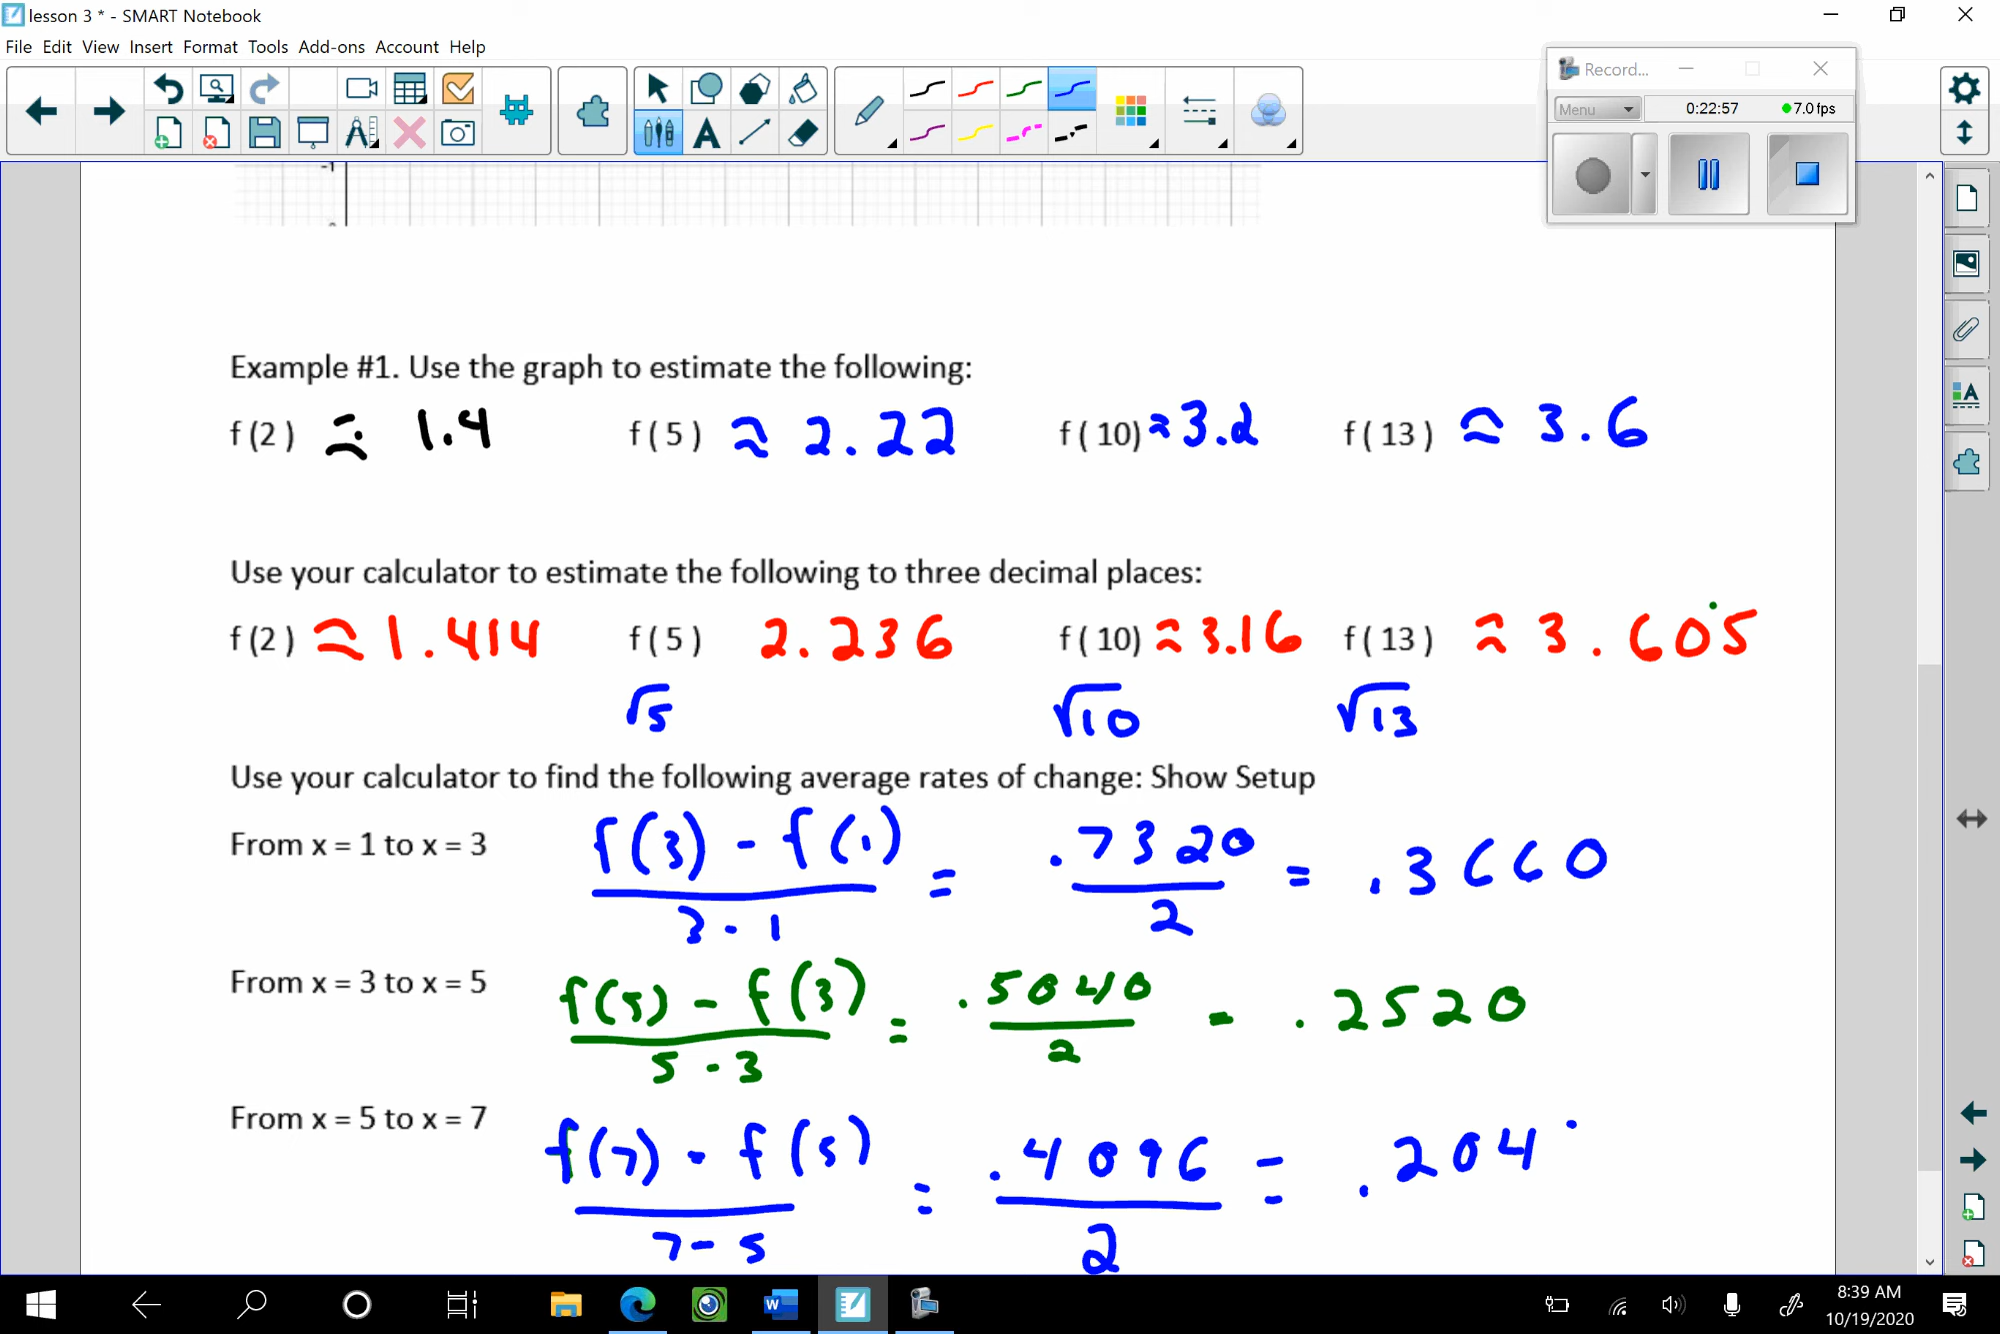 lesson 3 * - SMART Notebook
File Edit View Insert Format Tools Add-ons Account Help
Record...
Menu 0:22:57 7.0 fps
-1
Example #1. Use the graph to estimate the following:
f (2) ≈ 1.4 f ( 5 ) ≈ 2.22 f ( 10) ≈ 3.2 f ( 13 ) ≈ 3.6
Use your calculator to estimate the following to three decimal places:
f (2) ≈ 1.414 f ( 5 ) 2.236 f ( 10) ≈ 3.16 f ( 13 ) ≈ 3.605
√5 √10 √13
Use your calculator to find the following average rates of change: Show Setup
From x = 1 to x = 3 f(3) - f(1) / 3 - 1 = .7320 / 2 = .3660
From x = 3 to x = 5 f(5) - f(3) / 5 - 3 = .5040 / 2 - .2520
From x = 5 to x = 7 f(7) - f(5) / 7 - 5 = .4096 / 2 = .204
8:39 AM
10/19/2020